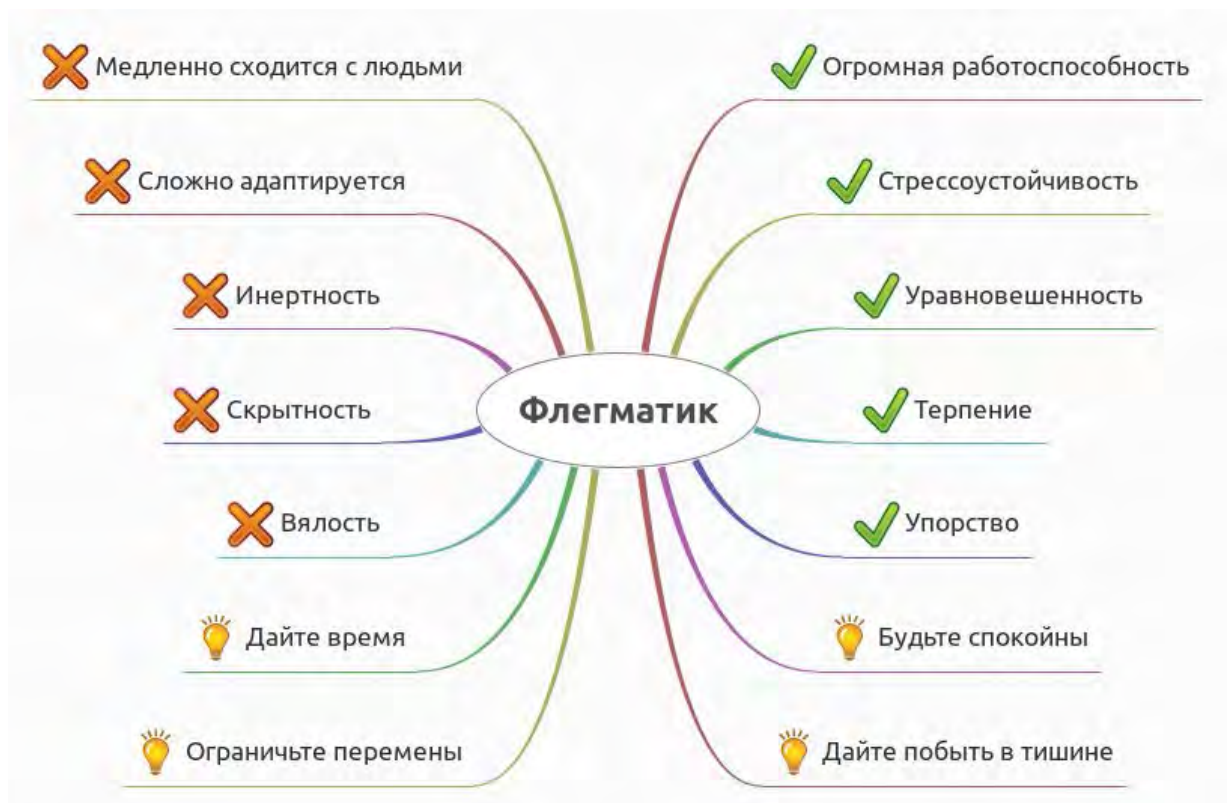 Медленно сходится с людьми
Огромная работоспособность
Сложно адаптируется
Стрессоустойчивость
Инертность
Уравновешенность
Флегматик
Скрытность
Терпение
Вялость
Упорство
Дайте время
Будьте спокойны
Ограничьте перемены
Дайте побыть в тишине